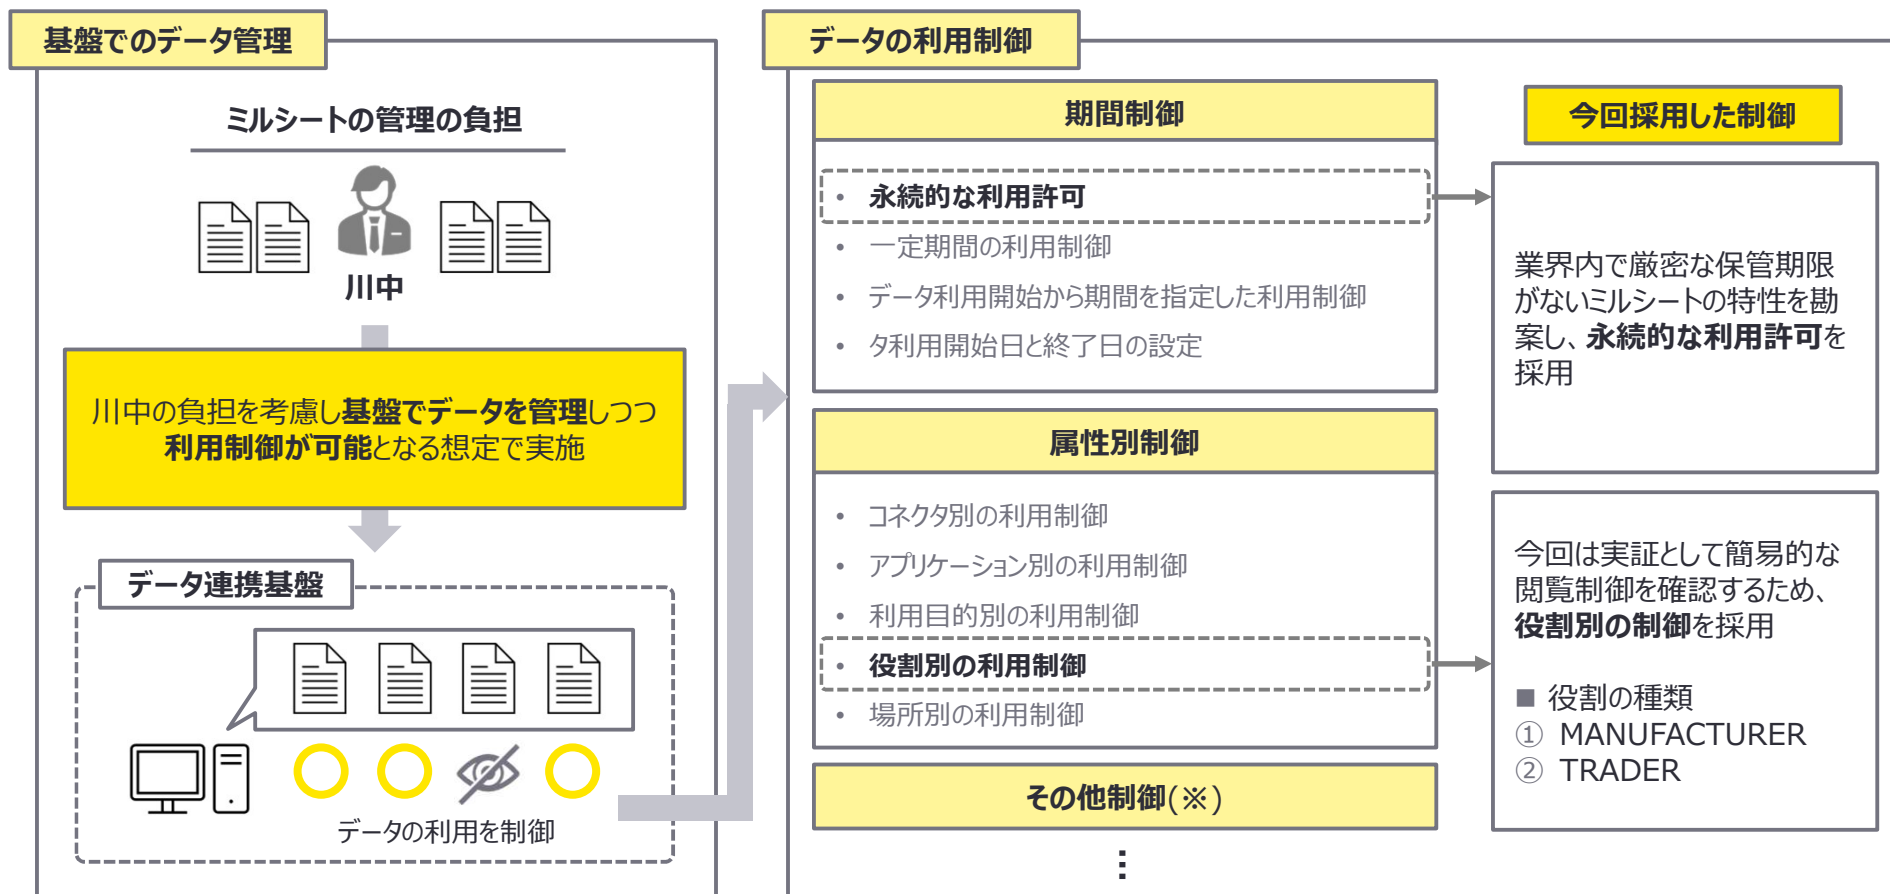 基盤でのデータ管理
ミルシートの管理の負担
川中
川中の負担を考慮し基盤でデータを管理しつつ
利用制御が可能となる想定で実施
データ連携基盤
データの利用を制御
データの利用制御
期間制御
• 永続的な利用許可
• 一定期間の利用制御
• データ利用開始から期間を指定した利用制御
• タ利用開始日と終了日の設定
属性別制御
• コネクタ別の利用制御
• アプリケーション別の利用制御
• 利用目的別の利用制御
• 役割別の利用制御
• 場所別の利用制御
その他制御(※)
⋮
今回採用した制御
業界内で厳密な保管期限
がないミルシートの特性を勘
案し、永続的な利用許可を
採用
今回は実証として簡易的な
閲覧制御を確認するため、
役割別の制御を採用
■ 役割の種類
① MANUFACTURER
② TRADER